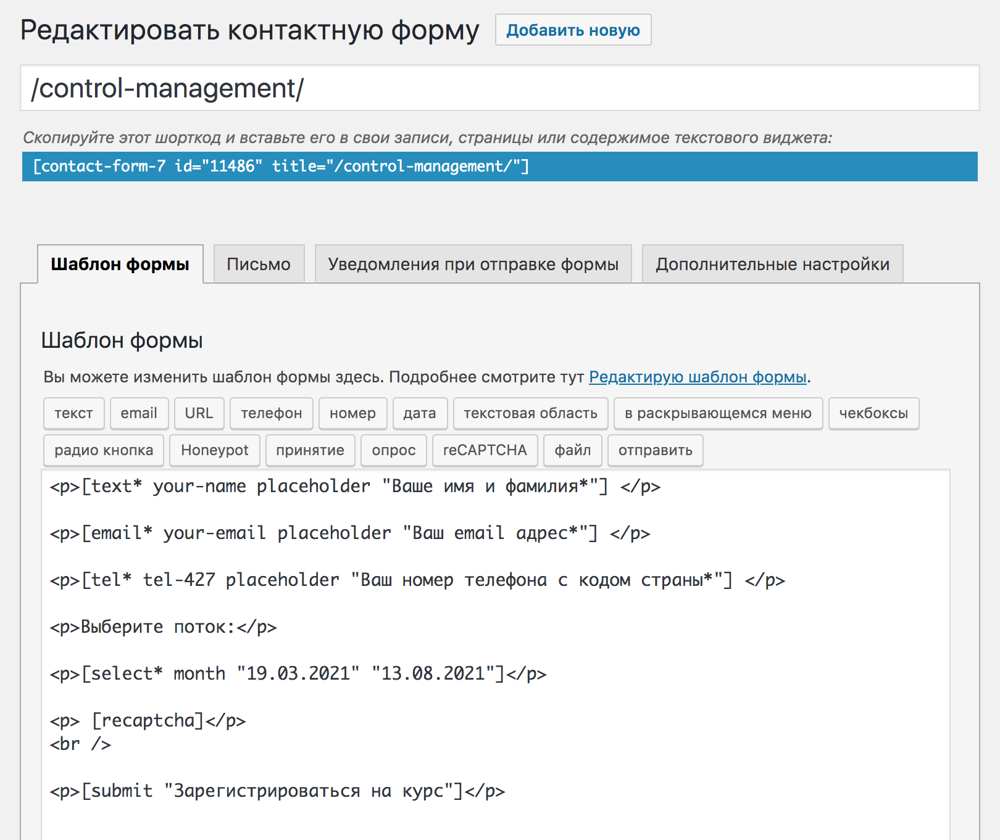 Редактировать контактную форму Добавить новую
/control-management/
Скопируйте этот шорткод и вставьте его в свои записи, страницы или содержимое текстового виджета:
[contact-form-7 id="11486" title="/control-management/"]
Шаблон формы Письмо Уведомления при отправке формы Дополнительные настройки
Шаблон формы
Вы можете изменить шаблон формы здесь. Подробнее смотрите тут Редактирую шаблон формы.
текст email URL телефон номер дата текстовая область в раскрывающемся меню чекбоксы
радио кнопка Honeypot принятие опрос reCAPTCHA файл отправить
<p>[text* your-name placeholder "Ваше имя и фамилия*"] </p>
<p>[email* your-email placeholder "Ваш email адрес*"] </p>
<p>[tel* tel-427 placeholder "Ваш номер телефона с кодом страны*"] </p>
<p>Выберите поток:</p>
<p>[select* month "19.03.2021" "13.08.2021"]</p>
<p> [recaptcha]</p>
<br />
<p>[submit "Зарегистрироваться на курс"]</p>